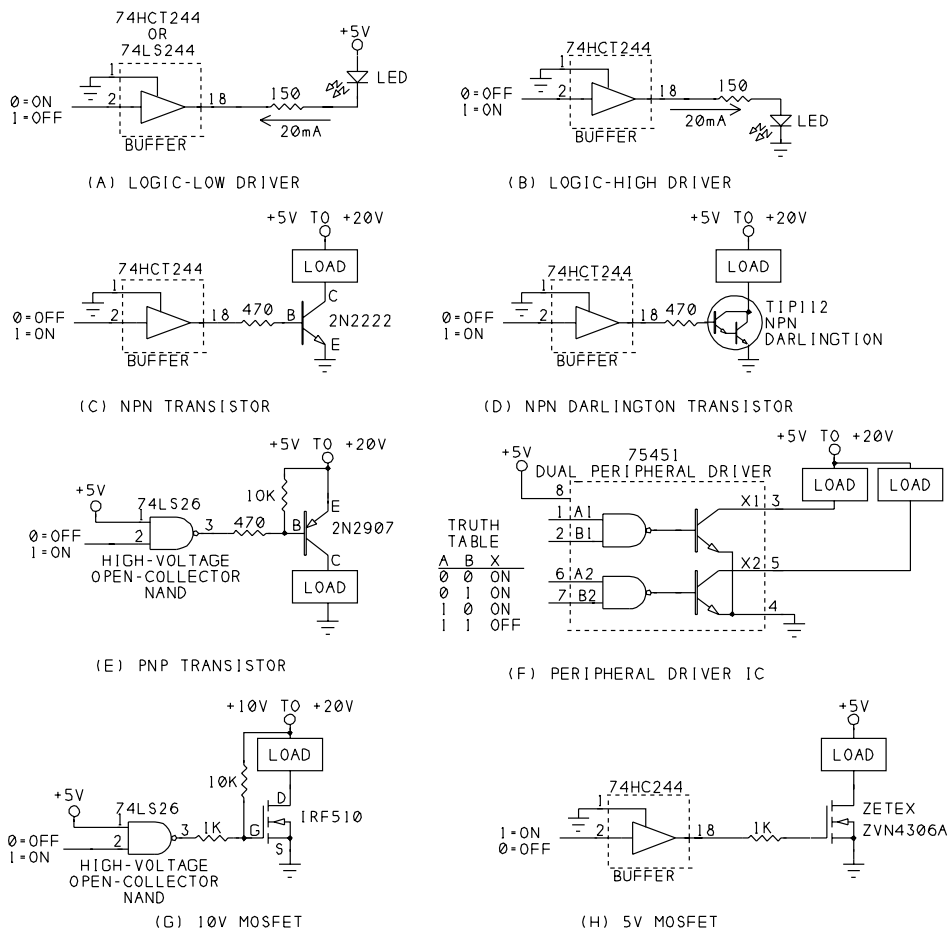 74HCT244
OR
74LS244
+5V
1
LED
0=ON
1=OFF
2
18
150
20mA
BUFFER
(A) LOGIC-LOW DRIVER
74HCT244
1
0=OFF
1=ON
2
18
150
20mA
LED
BUFFER
(B) LOGIC-HIGH DRIVER
+5V TO +20V
LOAD
74HCT244
1
0=OFF
1=ON
2
18
470
B
C
2N2222
E
BUFFER
(C) NPN TRANSISTOR
+5V TO +20V
LOAD
74HCT244
1
0=OFF
1=ON
2
18
470
TIP112
NPN
DARLINGTION
BUFFER
(D) NPN DARLINGTON TRANSISTOR
+5V TO +20V
+5V
74LS26
10K
1
2
3
470
B
E
2N2907
C
0=OFF
1=ON
HIGH-VOLTAGE
OPEN-COLLECTOR
NAND
LOAD
(E) PNP TRANSISTOR
+5V TO +20V
+5V
75451
DUAL PERIPHERAL DRIVER
LOAD
LOAD
8
X1 3
1 A1
2 B1
TRUTH
TABLE
A B X
0 0 ON
0 1 ON
1 0 ON
1 1 OFF
X2 5
6 A2
7 B2
4
(F) PERIPHERAL DRIVER IC
+10V TO +20V
LOAD
10K
+5V
74LS26
1
2
3
1K
G
D
S
IRF510
0=OFF
1=ON
HIGH-VOLTAGE
OPEN-COLLECTOR
NAND
(G) 10V MOSFET
+5V
LOAD
74HC244
1
1=ON
0=OFF
2
18
1K
ZETEX
ZVN4306A
BUFFER
(H) 5V MOSFET